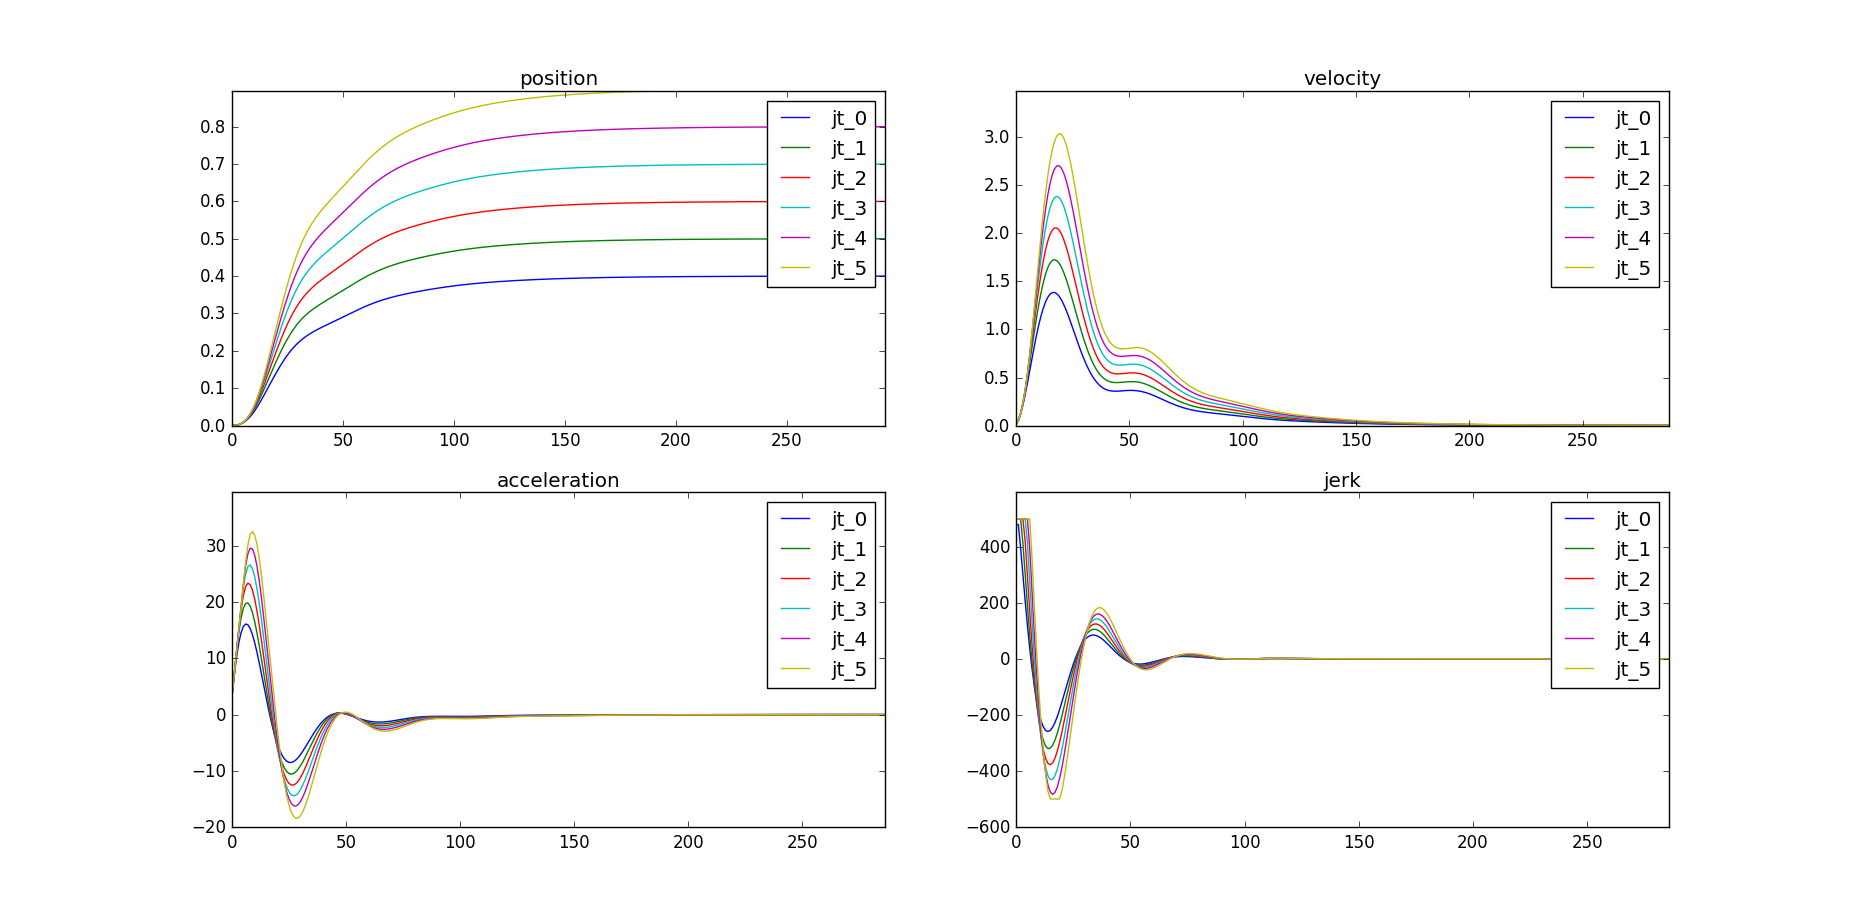 position
0.8
0.7
0.6
0.5
0.4
0.3
0.2
0.1
0.0
0 50 100 150 200 250
jt_0
jt_1
jt_2
jt_3
jt_4
jt_5
velocity
3.0
2.5
2.0
1.5
1.0
0.5
0.0
0 50 100 150 200 250
jt_0
jt_1
jt_2
jt_3
jt_4
jt_5
acceleration
30
20
10
0
−10
−20
0 50 100 150 200 250
jt_0
jt_1
jt_2
jt_3
jt_4
jt_5
jerk
400
200
0
−200
−400
−600
0 50 100 150 200 250
jt_0
jt_1
jt_2
jt_3
jt_4
jt_5